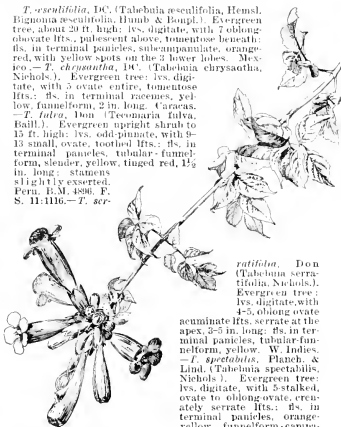 T. æsculifolia, DC. (Tabebuia æsculifolia, Hemsl.
Bignonia æsculifolia, Humb & Bonpl.). Evergreen
tree, about 20 ft. high: lvs. digitate, with 7 oblong-
obovate lfts., pubescent above, tomentose beneath:
fls. in terminal panicles, subcampanulate, orange-
red, with yellow spots on the 3 lower lobes. Mex-
ico.—T. chrysantha, DC. (Tabebuia chrysantha,
Nichols.). Evergreen tree: lvs. digi-
tate, with 5 ovate entire, tomentose
lfts.: fls. in terminal racemes, yel-
low, funnelform, 2 in. long. Caracas.
—T. fulva, Don (Tecomaria fulva,
Baill.). Evergreen upright shrub to
15 ft. high: lvs. odd-pinnate, with 9–
13 small, ovate, toothed lfts.: fls. in
terminal panicles, tubular-funnel-
form, slender, yellow, tinged red, 1½
in. long: stamens
slightly exserted.
Peru. B.M. 4896. F.
S. 11:1116.—T. ser-
ratifolia, Don
(Tabebuia serra-
tifolia, Nichols.).
Evergreen tree:
lvs. digitate, with
4-5, oblong ovate
acuminate lfts. serrate at the
apex, 3-5 in. long: fls. in ter-
minal panicles, tubular-fun-
nelform, yellow. W. Indies.
—T. spectabilis, Planch. &
Lind. (Tabebuia spectabilis,
Nichols ). Evergreen tree:
lvs. digitate, with 5-stalked,
ovate to oblong-ovate, cren-
ately serrate lfts.: fls. in
terminal panicles, orange-
yellow, funnelform-campa-